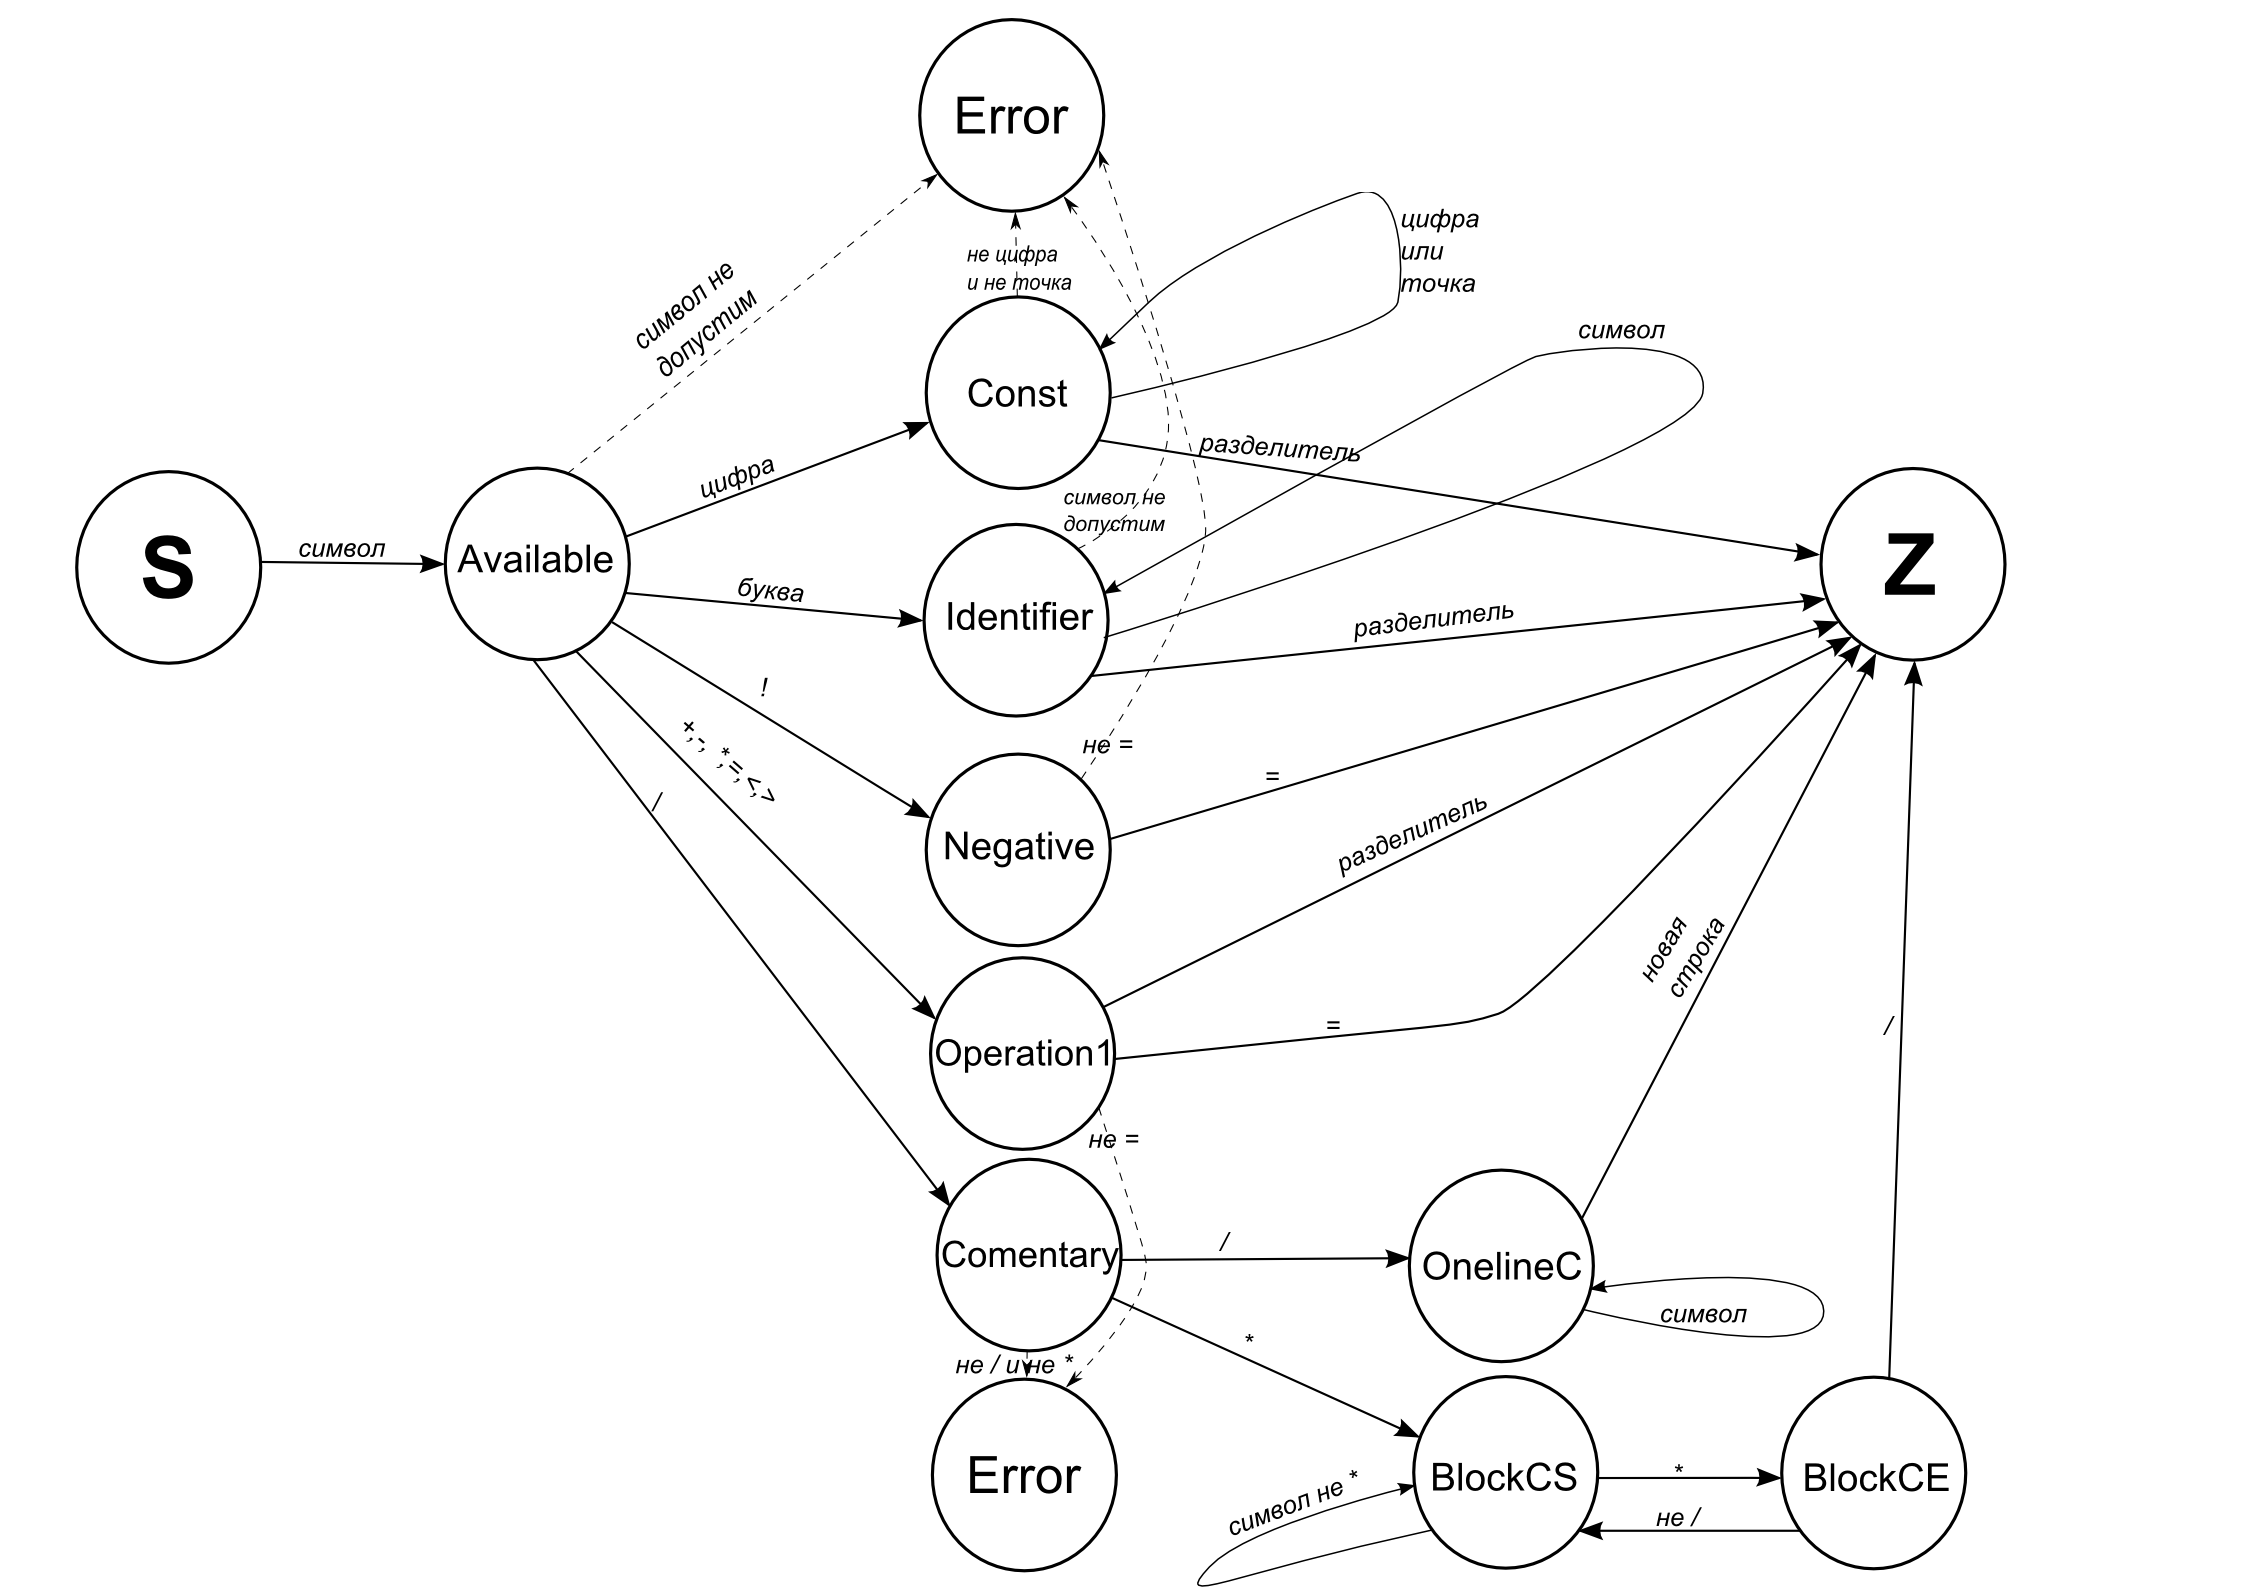 Error
символ не
допустим
не цифра
и не точка
цифра
или
точка
символ
Const
цифра
разделитель
символ не
допустим
S
символ
Available
буква
Identifier
разделитель
Z
!
не =
=
+,-, *,=,<,>
/
Negative
разделитель
новая
строка
Operation1
=
/
не =
Comentary
/
OnelineC
символ
не / и не *
*
Error
BlockCS
*
BlockCE
символ не *
не /